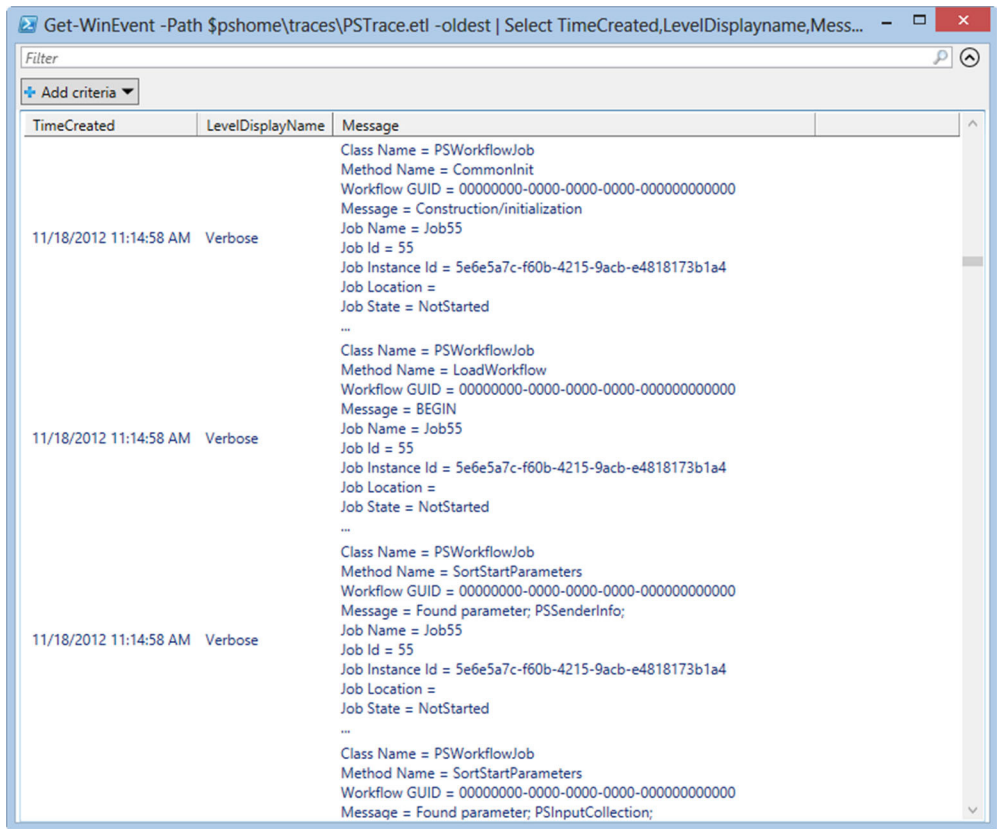 Get-WinEvent -Path $pshome\traces\PSTrace.etl -oldest | Select TimeCreated,LevelDisplayname,Mess...
Filter
Add criteria
TimeCreated LevelDisplayName Message
Class Name = PSWorkflowJob
Method Name = CommonInit
Workflow GUID = 00000000-0000-0000-0000-000000000000
Message = Construction/initialization
11/18/2012 11:14:58 AM Verbose Job Name = Job55
Job Id = 55
Job Instance Id = 5e6e5a7c-f60b-4215-9acb-e4818173b1a4
Job Location =
Job State = NotStarted
...
Class Name = PSWorkflowJob
Method Name = LoadWorkflow
Workflow GUID = 00000000-0000-0000-0000-000000000000
Message = BEGIN
11/18/2012 11:14:58 AM Verbose Job Name = Job55
Job Id = 55
Job Instance Id = 5e6e5a7c-f60b-4215-9acb-e4818173b1a4
Job Location =
Job State = NotStarted
...
Class Name = PSWorkflowJob
Method Name = SortStartParameters
Workflow GUID = 00000000-0000-0000-0000-000000000000
Message = Found parameter; PSSenderInfo;
11/18/2012 11:14:58 AM Verbose Job Name = Job55
Job Id = 55
Job Instance Id = 5e6e5a7c-f60b-4215-9acb-e4818173b1a4
Job Location =
Job State = NotStarted
...
Class Name = PSWorkflowJob
Method Name = SortStartParameters
Workflow GUID = 00000000-0000-0000-0000-000000000000
Message = Found parameter; PSInputCollection;